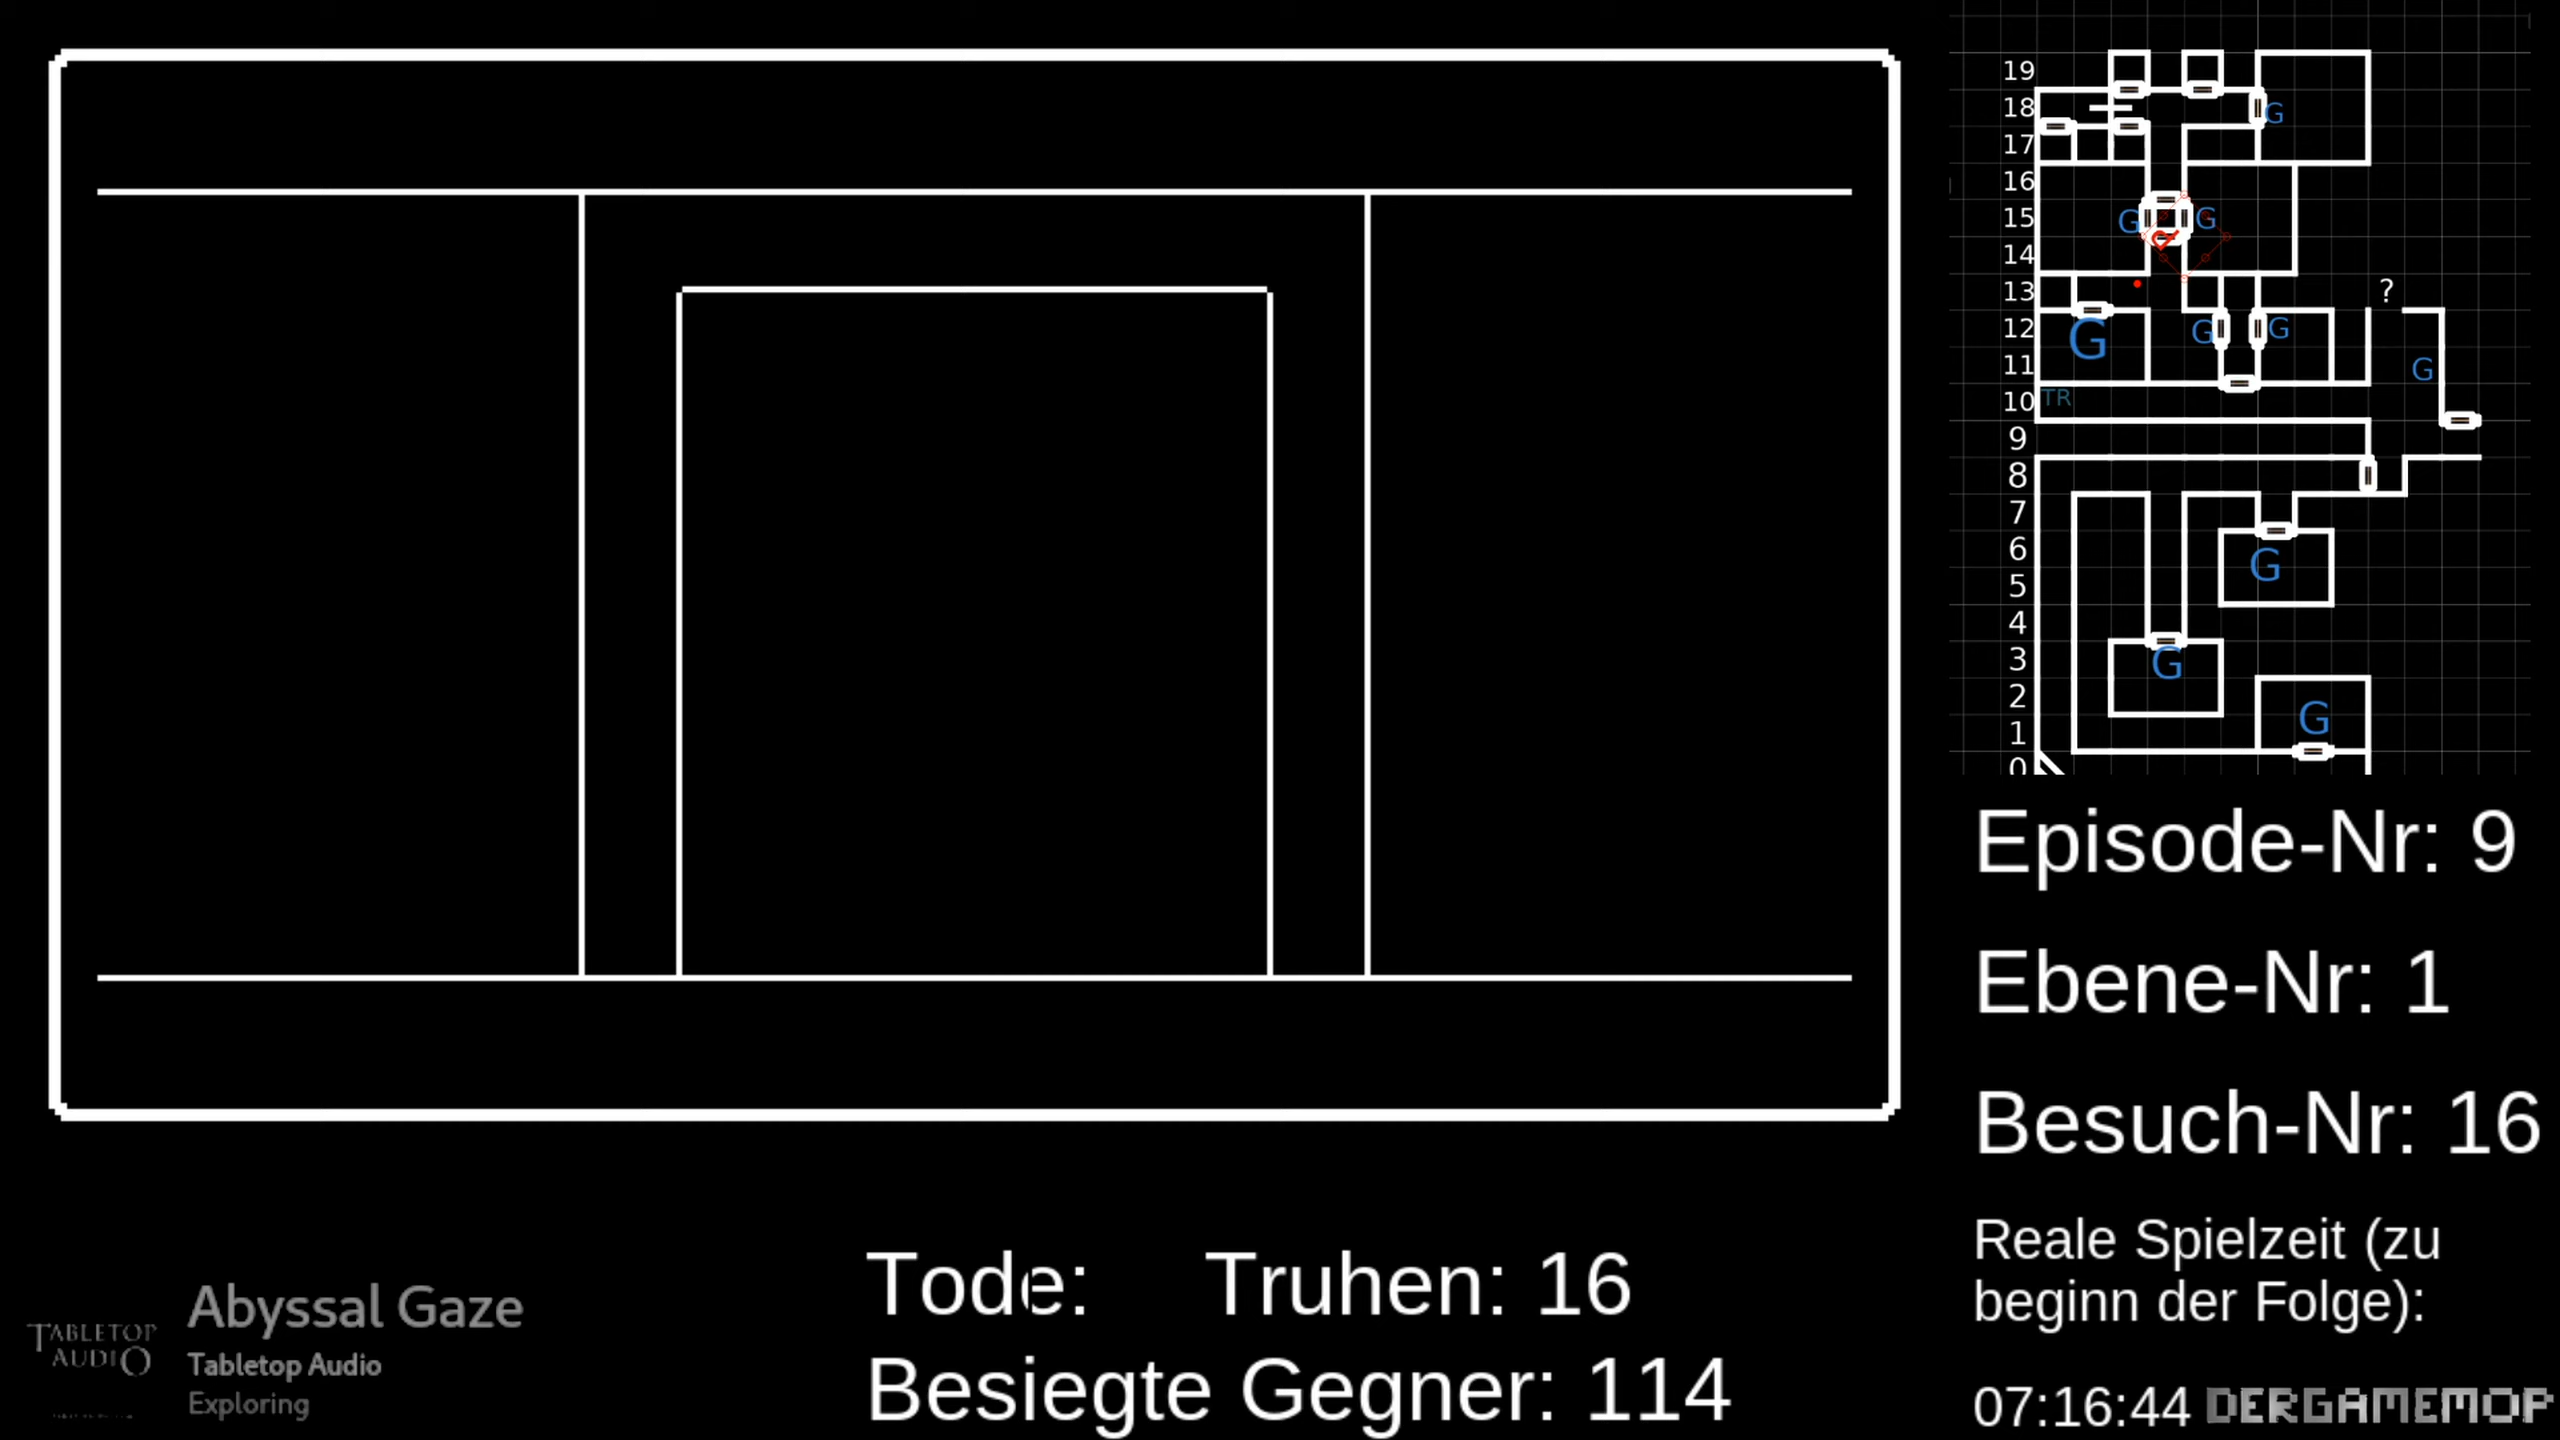 19
18
G
17
16
15
G
G
14
13
?
12
G
G
G
11
G
10
TR
9
8
7
6
G
5
4
3
G
2
G
1
0
Episode-Nr: 9
Ebene-Nr: 1
Besuch-Nr: 16
Reale Spielzeit (zu
beginn der Folge):
07:16:44
DERGAMEMOP
Tode: Truhen: 16
Besiegte Gegner: 114
TABLETOP
AUDIO
Abyssal Gaze
Tabletop Audio
Exploring